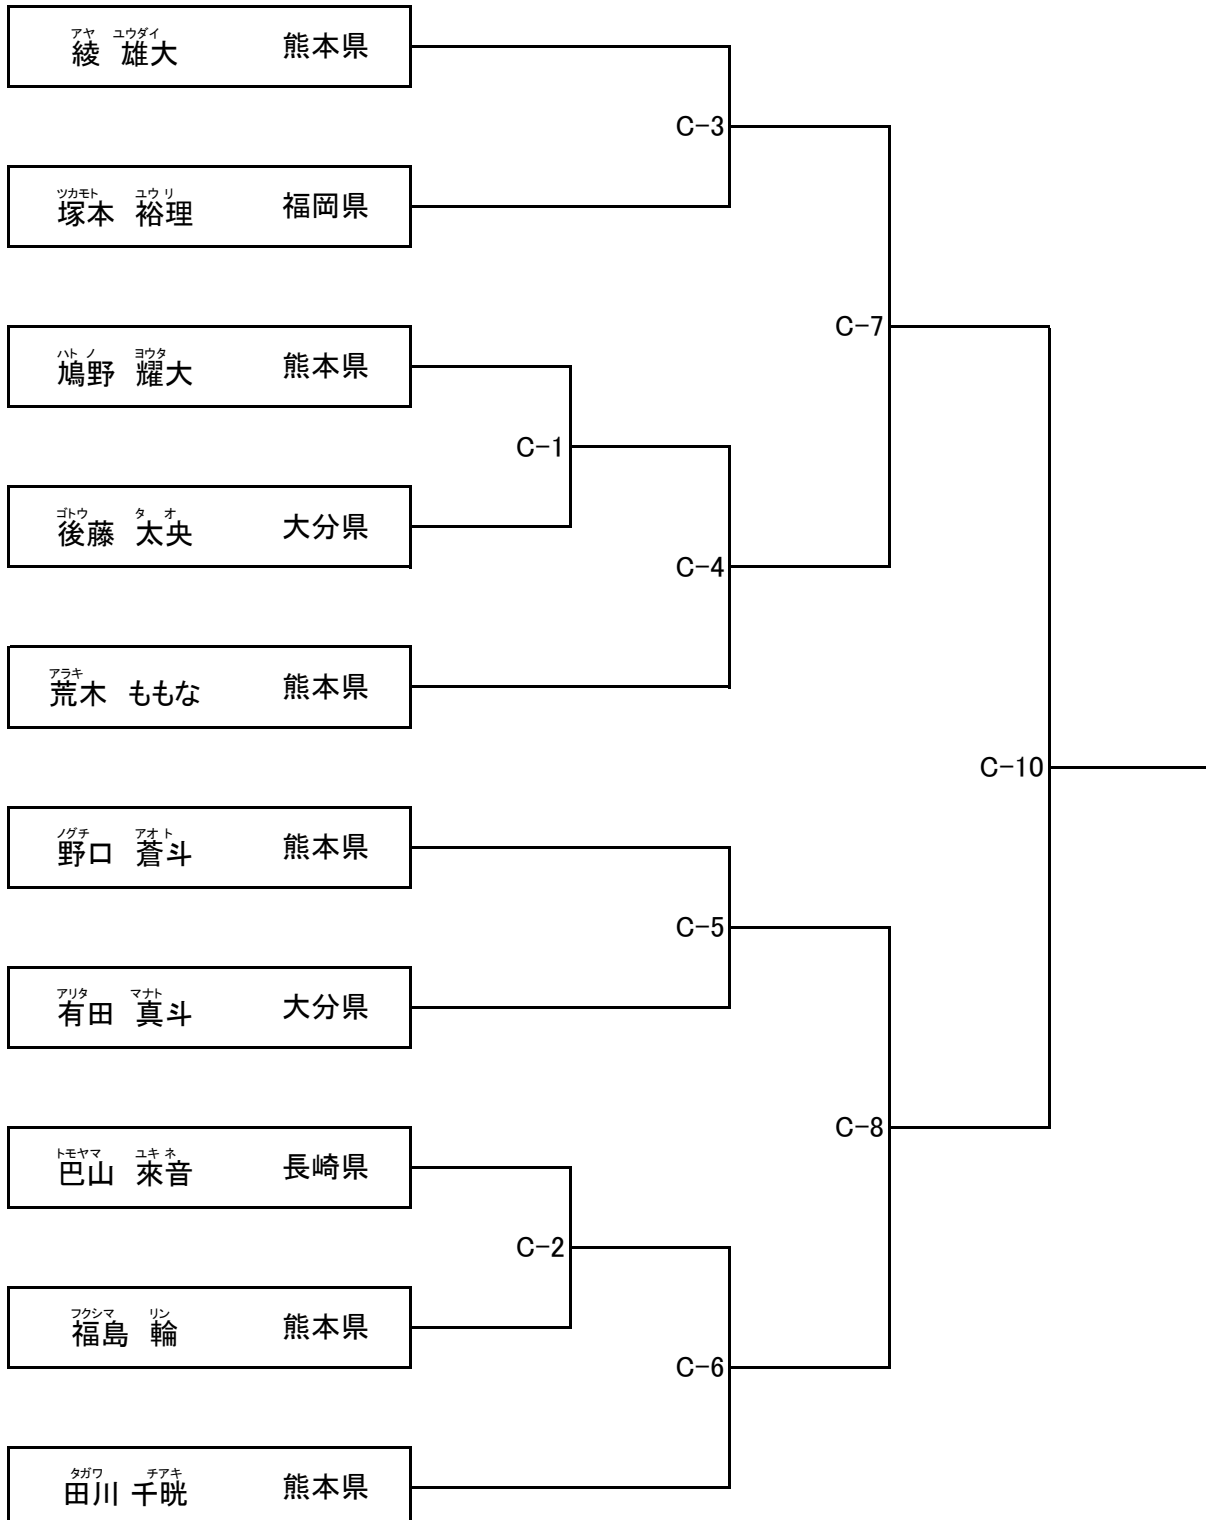 アヤ ユウダイ
綾 雄大 熊本県
C-3
ツカモト ユウリ
塚本 裕理 福岡県
C-7
ハトノ ヨウタ
鳩野 耀大 熊本県
C-1
ゴトウ タオ
後藤 太央 大分県
C-4
アラキ
荒木 ももな 熊本県
C-10
ノグチ アオト
野口 蒼斗 熊本県
C-5
アリタ マナト
有田 真斗 大分県
C-8
トモヤマ ユキネ
巴山 來音 長崎県
C-2
フクシマ リン
福島 輪 熊本県
C-6
タガワ チアキ
田川 千晄 熊本県